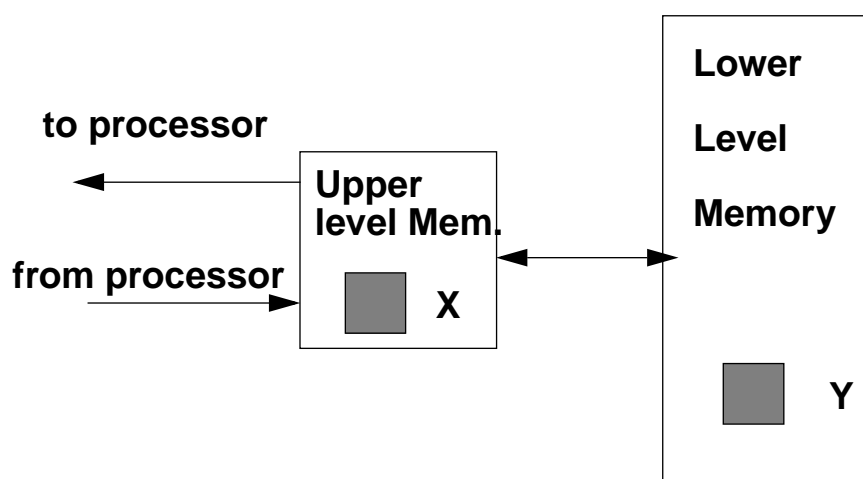 to processor
from processor
Upper
level Mem.
X
Lower
Level
Memory
Y